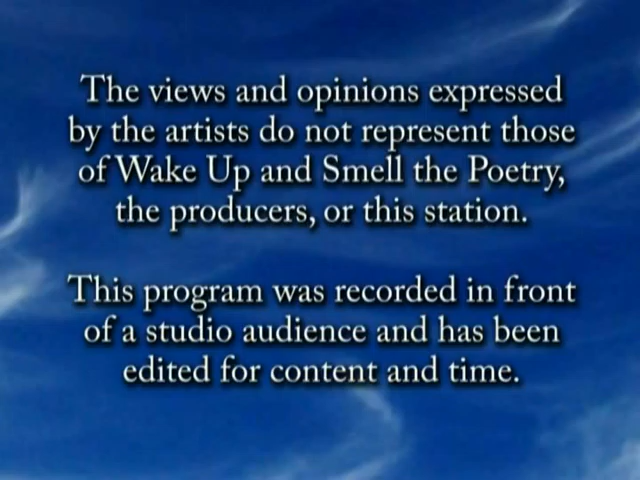 The views and opinions expressed
by the artists do not represent those
of Wake Up and Smell the Poetry,
the producers, or this station.
This program was recorded in front
of a studio audience and has been
edited for content and time.